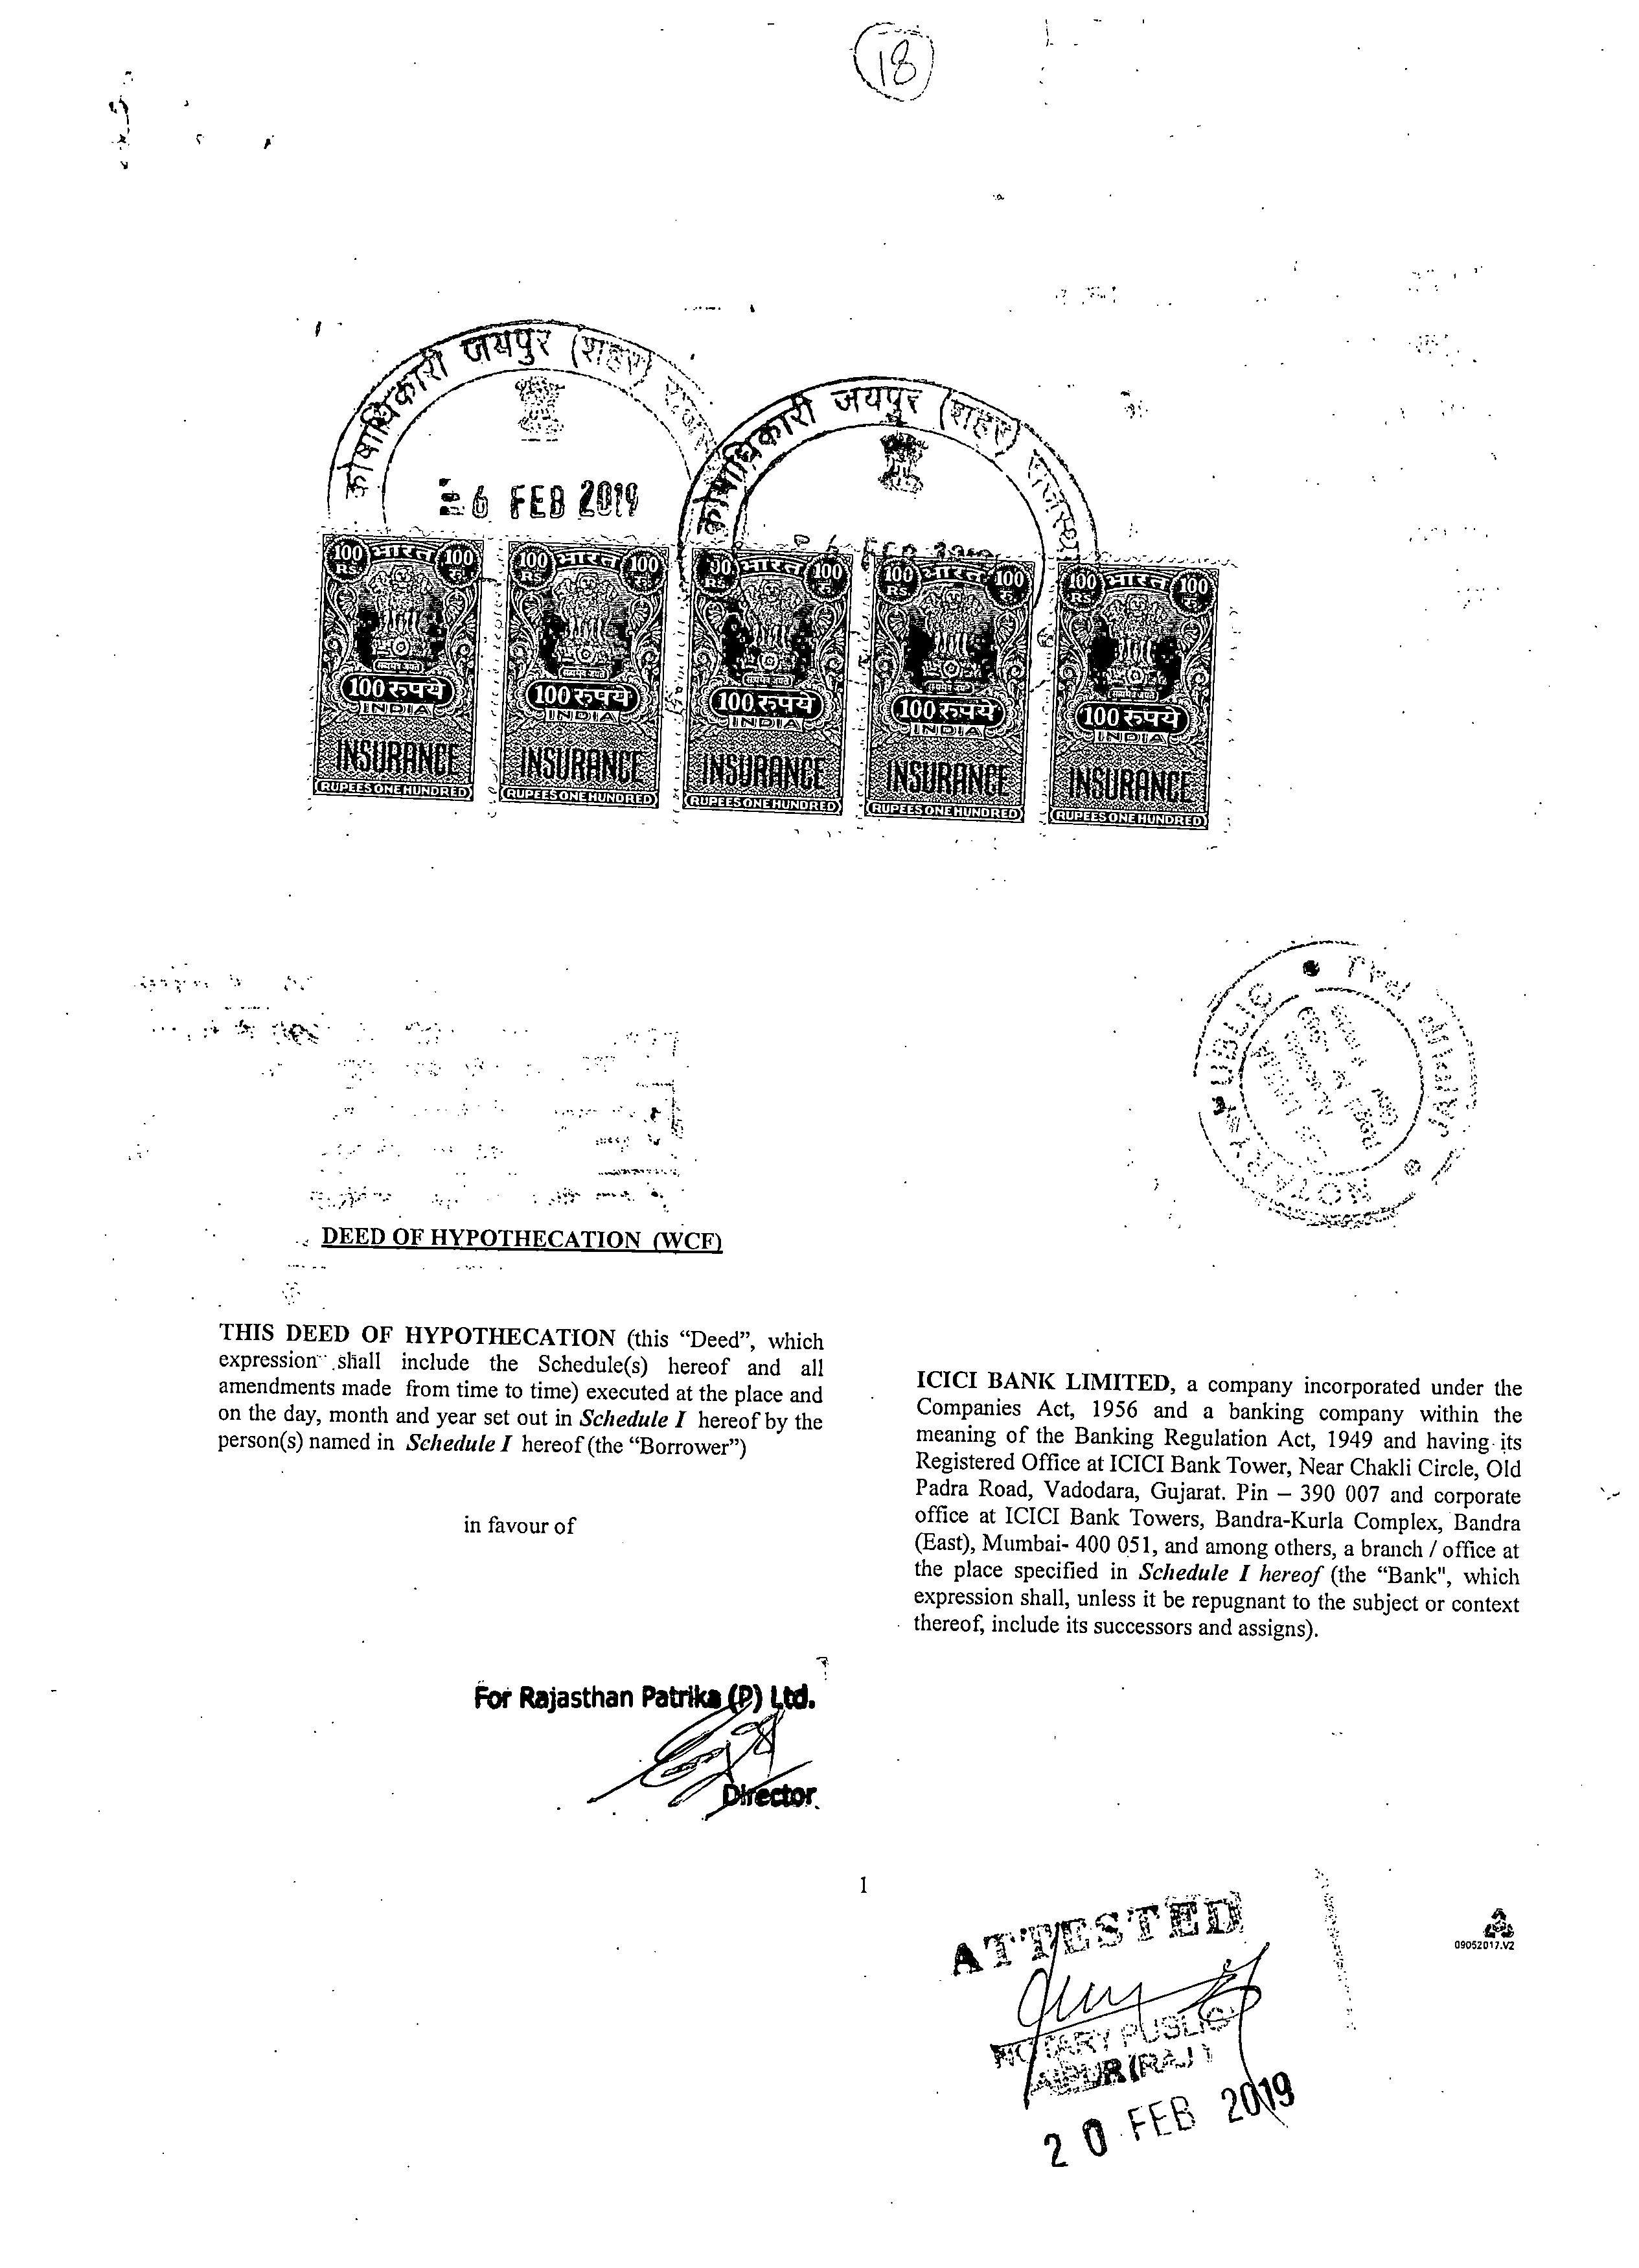 18
कोषाधिकारी जयपुर (शहर)
6 FEB 2019
कोषाधिकारी जयपुर (शहर) राजस्थ
100 भारत 100
RS. रु.
100 रुपये
INDIA
INSURANCE
(RUPEES ONE HUNDRED)
100 भारत 100
RS. रु.
100 रुपये
INDIA
INSURANCE
(RUPEES ONE HUNDRED)
00 भारत 100
RS. रु.
100 रुपये
INDIA
INSURANCE
(RUPEES ONE HUNDRED)
100 भारत 100
RS. रु.
100 रुपये
INDIA
INSURANCE
(RUPEES ONE HUNDRED)
100 भारत 100
RS. रु.
100 रुपये
INDIA
INSURANCE
(RUPEES ONE HUNDRED)
NOTARY PUBLIC
JAIPUR
DEED OF HYPOTHECATION (WCF)
THIS DEED OF HYPOTHECATION (this “Deed”, which
expression shall include the Schedule(s) hereof and all
amendments made from time to time) executed at the place and
on the day, month and year set out in Schedule I hereof by the
person(s) named in Schedule I hereof (the “Borrower”)
in favour of
For Rajasthan Patrika (P) Ltd.
Director
ICICI BANK LIMITED, a company incorporated under the
Companies Act, 1956 and a banking company within the
meaning of the Banking Regulation Act, 1949 and having its
Registered Office at ICICI Bank Tower, Near Chakli Circle, Old
Padra Road, Vadodara, Gujarat. Pin – 390 007 and corporate
office at ICICI Bank Towers, Bandra-Kurla Complex, Bandra
(East), Mumbai- 400 051, and among others, a branch / office at
the place specified in Schedule I hereof (the “Bank", which
expression shall, unless it be repugnant to the subject or context
thereof, include its successors and assigns).
1
ATTESTED
NOTARY PUBLIC
JAIPUR (RAJ)
20 FEB 2019
09052017.V2